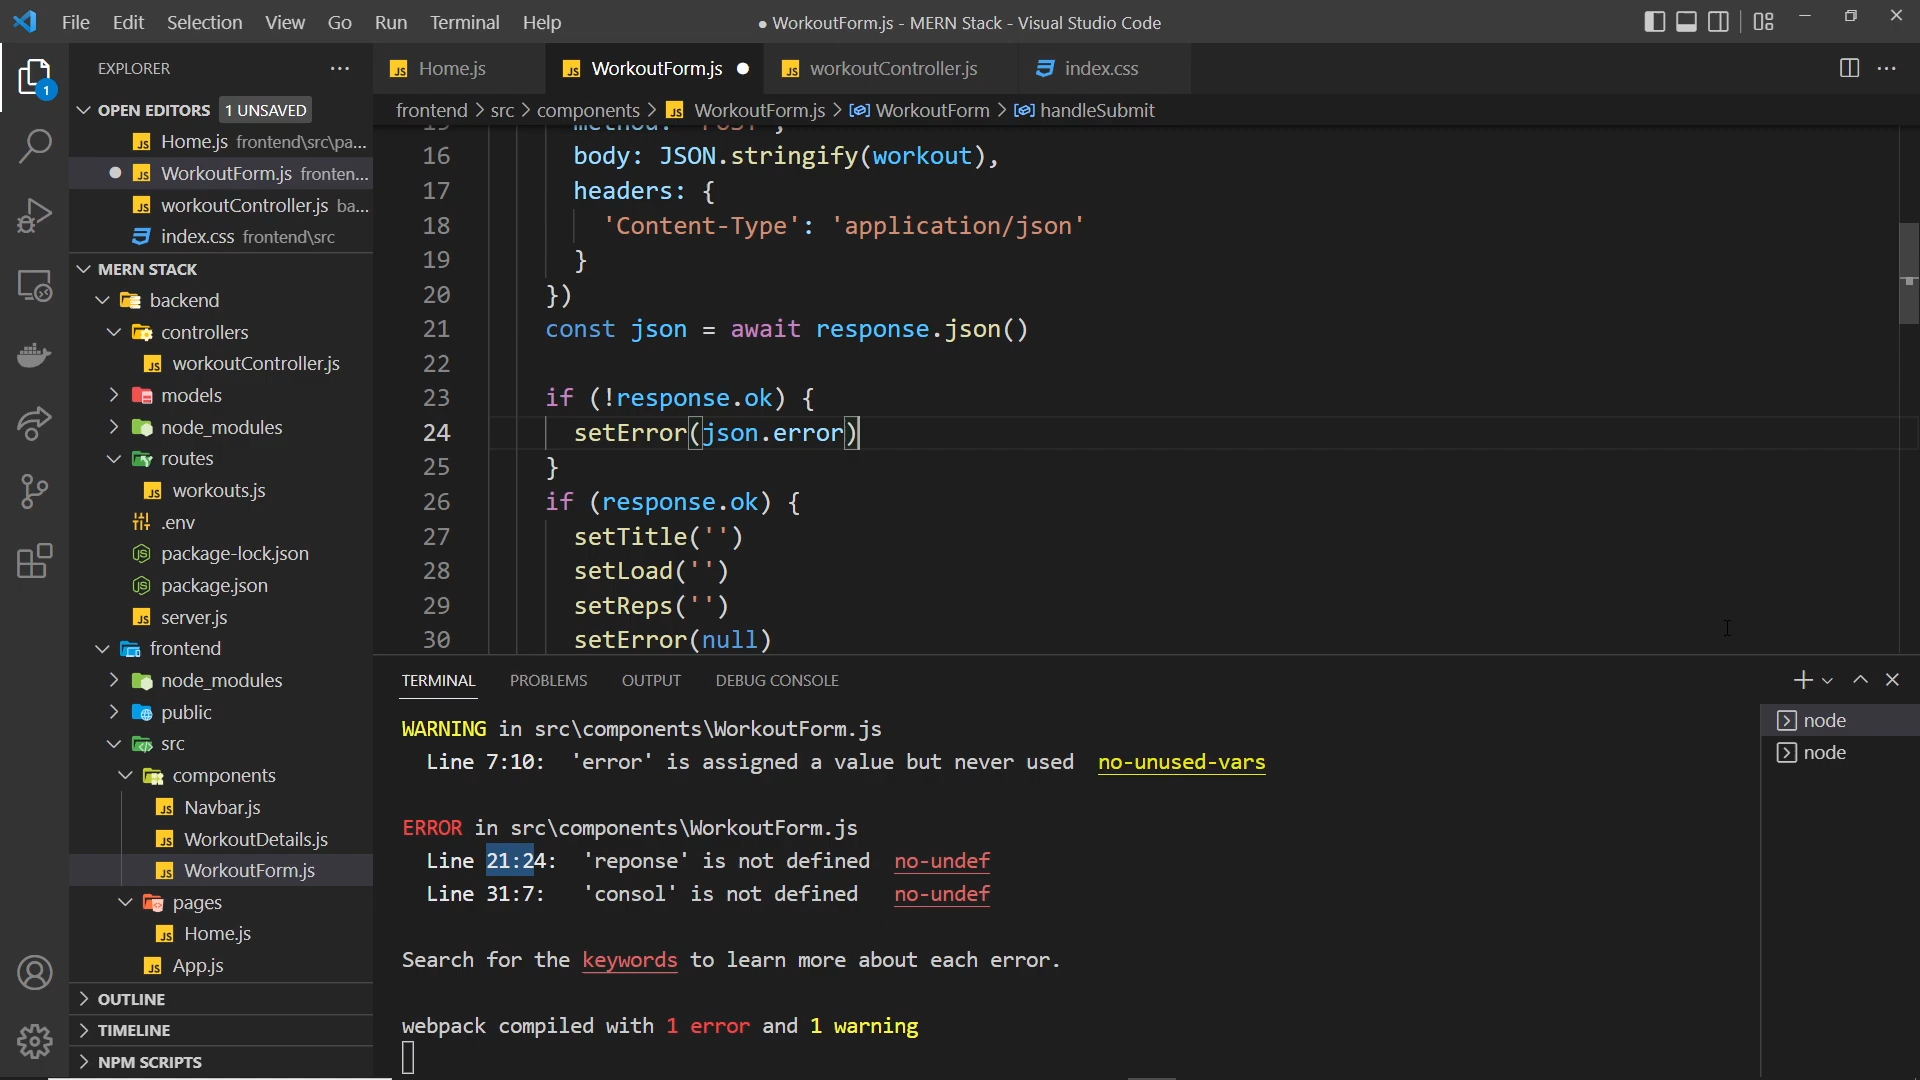 File Edit Selection View Go Run Terminal Help
● WorkoutForm.js - MERN Stack - Visual Studio Code
EXPLORER
1
OPEN EDITORS 1 UNSAVED
Home.js frontend\src\pa...
WorkoutForm.js fronten...
workoutController.js ba...
index.css frontend\src
MERN STACK
backend
controllers
workoutController.js
models
node_modules
routes
workouts.js
.env
package-lock.json
package.json
server.js
frontend
node_modules
public
src
components
Navbar.js
WorkoutDetails.js
WorkoutForm.js
pages
Home.js
App.js
OUTLINE
TIMELINE
NPM SCRIPTS
Home.js WorkoutForm.js workoutController.js index.css
frontend > src > components > WorkoutForm.js > WorkoutForm > handleSubmit
15 method: 'POST',
16 body: JSON.stringify(workout),
17 headers: {
18 'Content-Type': 'application/json'
19 }
20 })
21 const json = await response.json()
22
23 if (!response.ok) {
24 setError(json.error)
25 }
26 if (response.ok) {
27 setTitle('')
28 setLoad('')
29 setReps('')
30 setError(null)
TERMINAL PROBLEMS OUTPUT DEBUG CONSOLE
WARNING in src\components\WorkoutForm.js
Line 7:10: 'error' is assigned a value but never used no-unused-vars
ERROR in src\components\WorkoutForm.js
Line 21:24: 'reponse' is not defined no-undef
Line 31:7: 'consol' is not defined no-undef
Search for the keywords to learn more about each error.
webpack compiled with 1 error and 1 warning
node
node